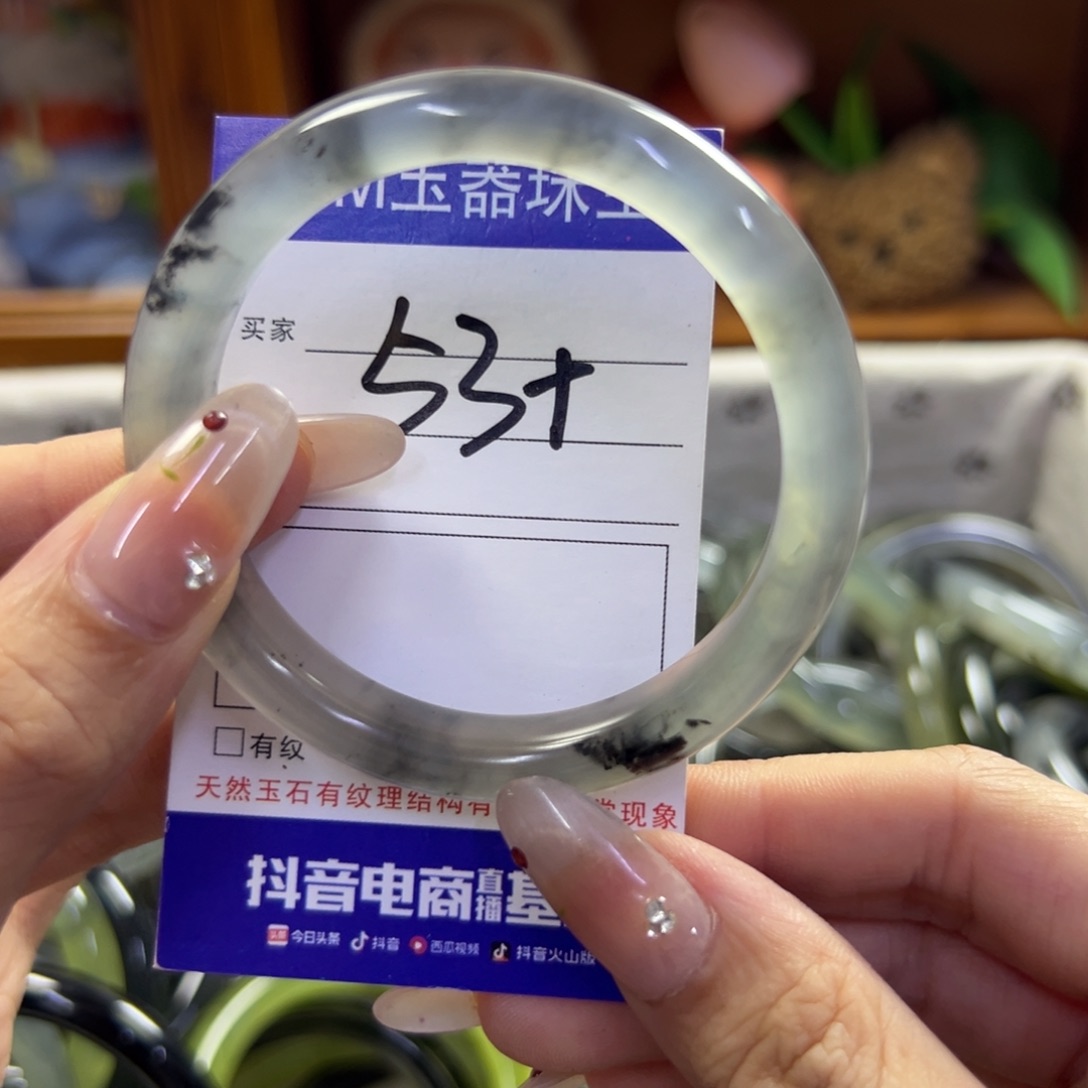 M玉器珠宝
买家
53+
有纹
天然玉石有纹理结构有 常现象
抖音电商直播基
今日头条 抖音 西瓜视频 抖音火山版